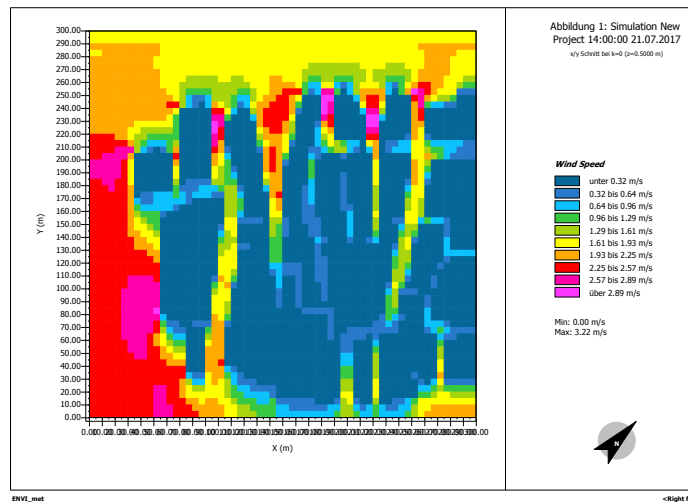 Abbildung 1: Simulation New
Project 14:00:00 21.07.2017
x/y Schnitt bei k=0 (z=0.5000 m)
300.00
290.00
280.00
270.00
260.00
250.00
240.00
230.00
220.00
210.00
200.00
190.00
180.00
170.00
160.00
150.00
140.00
130.00
120.00
110.00
100.00
90.00
80.00
70.00
60.00
50.00
40.00
30.00
20.00
10.00
0.00
Y (m)
X (m)
Wind Speed
unter 0.32 m/s
0.32 bis 0.64 m/s
0.64 bis 0.96 m/s
0.96 bis 1.29 m/s
1.29 bis 1.61 m/s
1.61 bis 1.93 m/s
1.93 bis 2.25 m/s
2.25 bis 2.57 m/s
2.57 bis 2.89 m/s
über 2.89 m/s
Min: 0.00 m/s
Max: 3.22 m/s
N
ENVI_met
<Right f